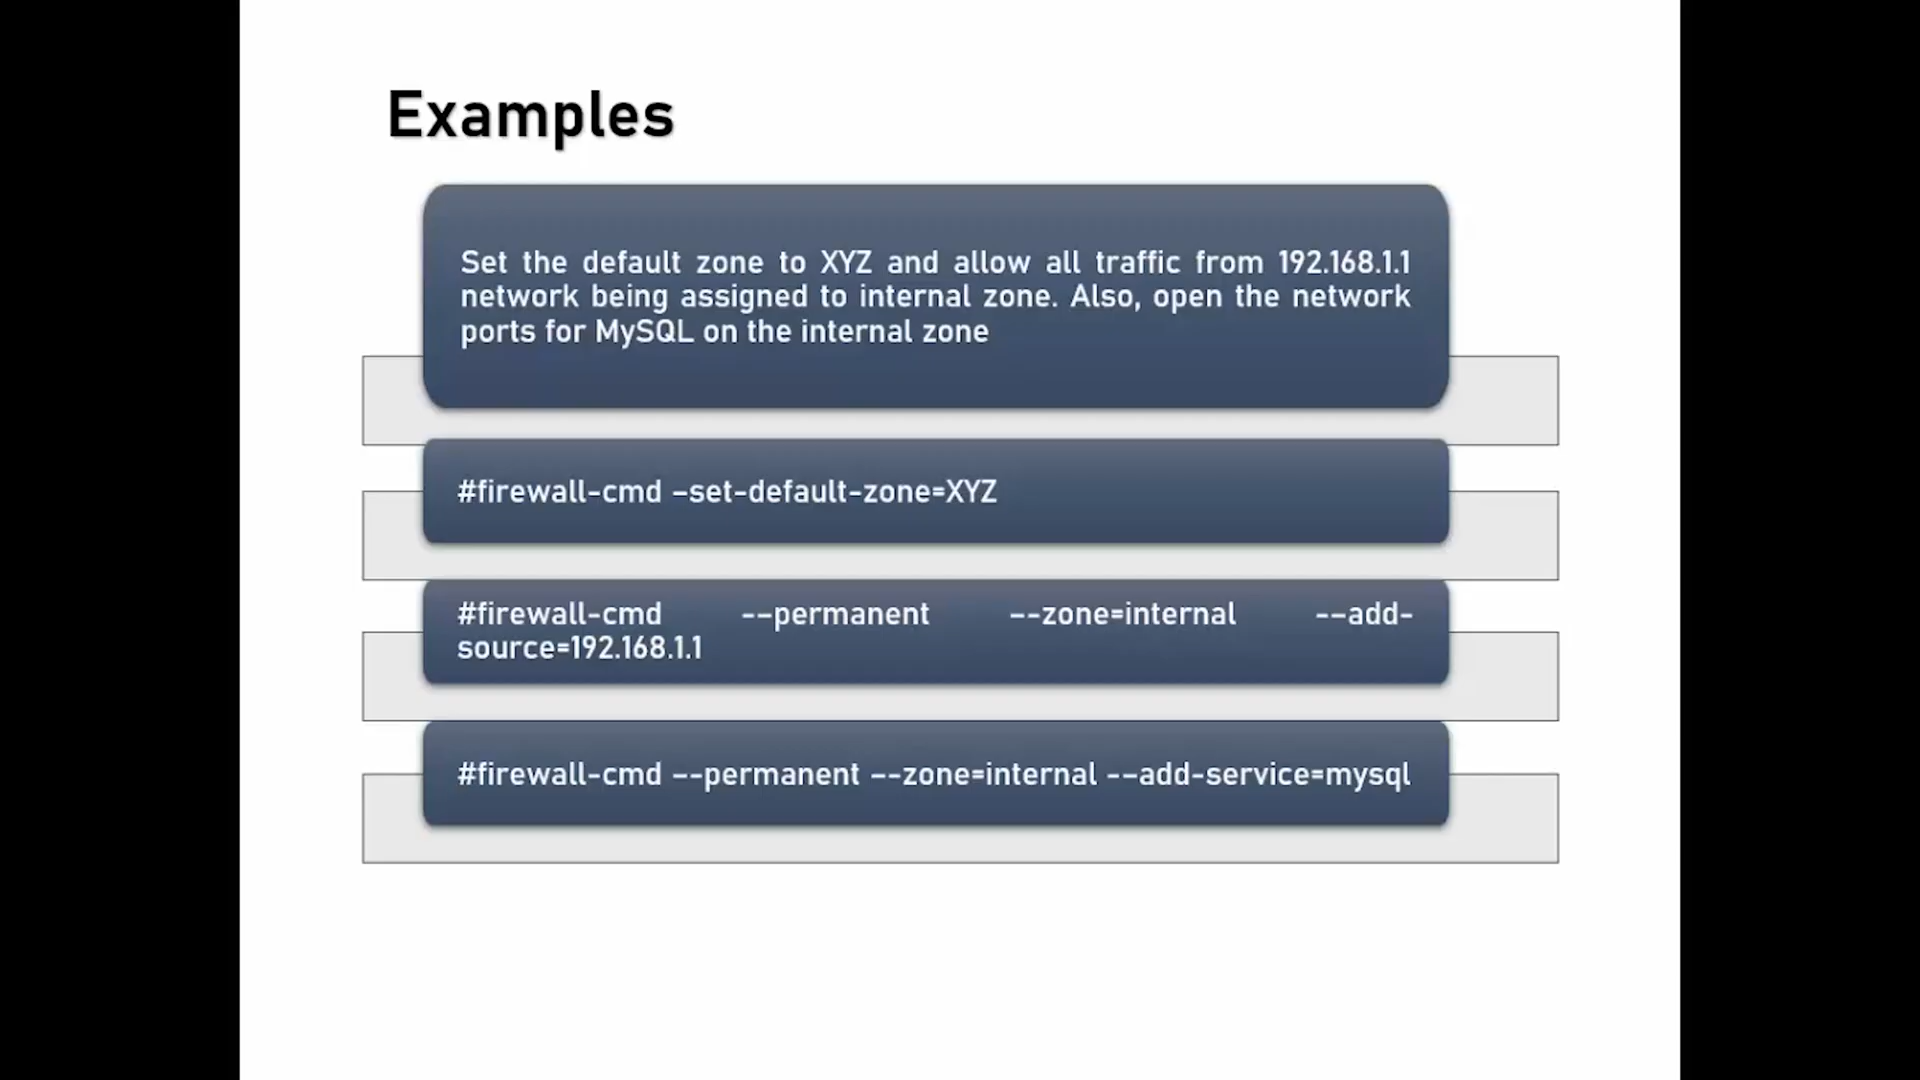 Examples
Set the default zone to XYZ and allow all traffic from 192.168.1.1
network being assigned to internal zone. Also, open the network
ports for MySQL on the internal zone
#firewall-cmd –set-default-zone=XYZ
#firewall-cmd --permanent --zone=internal --add-
source=192.168.1.1
#firewall-cmd --permanent --zone=internal --add-service=mysql